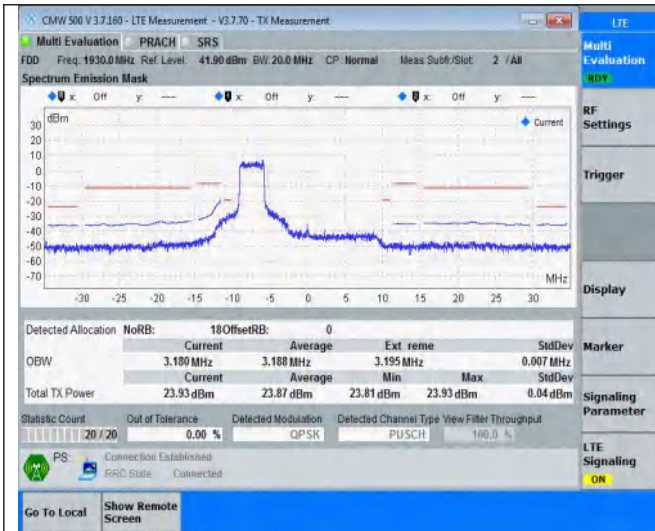 CMW 500 V 3.7.160 - LTE Measurement - V3.7.70 - TX Measurement
LTE
Multi Evaluation PRACH SRS
Multi
Evaluation
RDY
FDD Freq: 1930.0 MHz Ref. Level: 41.90 dBm BW: 20.0 MHz CP: Normal Meas Subfr./Slot: 2 / All
Spectrum Emission Mask
x: Off y: --- x: Off y: --- x: Off y: ---
dBm
Current
30
20
10
0
-10
-20
-30
-40
-50
-60
-70
MHz
-30 -25 -20 -15 -10 -5 0 5 10 15 20 25 30
RF
Settings
Trigger
Display
Marker
Signaling
Parameter
LTE
Signaling
ON
Detected Allocation NoRB: 18OffsetRB: 0
Current Average Ext reme StdDev
OBW 3.180 MHz 3.188 MHz 3.195 MHz 0.007 MHz
Current Average Min Max StdDev
Total TX Power 23.93 dBm 23.87 dBm 23.81 dBm 23.93 dBm 0.04 dBm
Statistic Count Out of Tolerance Detected Modulation Detected Channel Type View Filter Throughput
20 / 20 0.00 % QPSK PUSCH 100.0 %
PS: Connection Established
RRC State Connected
Go To Local
Show Remote
Screen